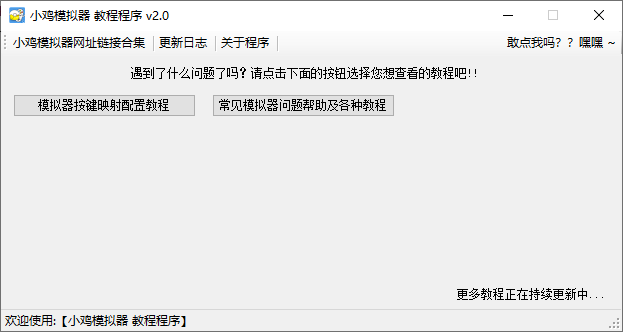 小鸡模拟器 教程程序 v2.0
小鸡模拟器网址链接合集 更新日志 关于程序 敢点我吗？？嘿嘿～
遇到了什么问题了吗？请点击下面的按钮选择您想查看的教程吧!!
模拟器按键映射配置教程 常见模拟器问题帮助及各种教程
更多教程正在持续更新中...
欢迎使用:【小鸡模拟器 教程程序】